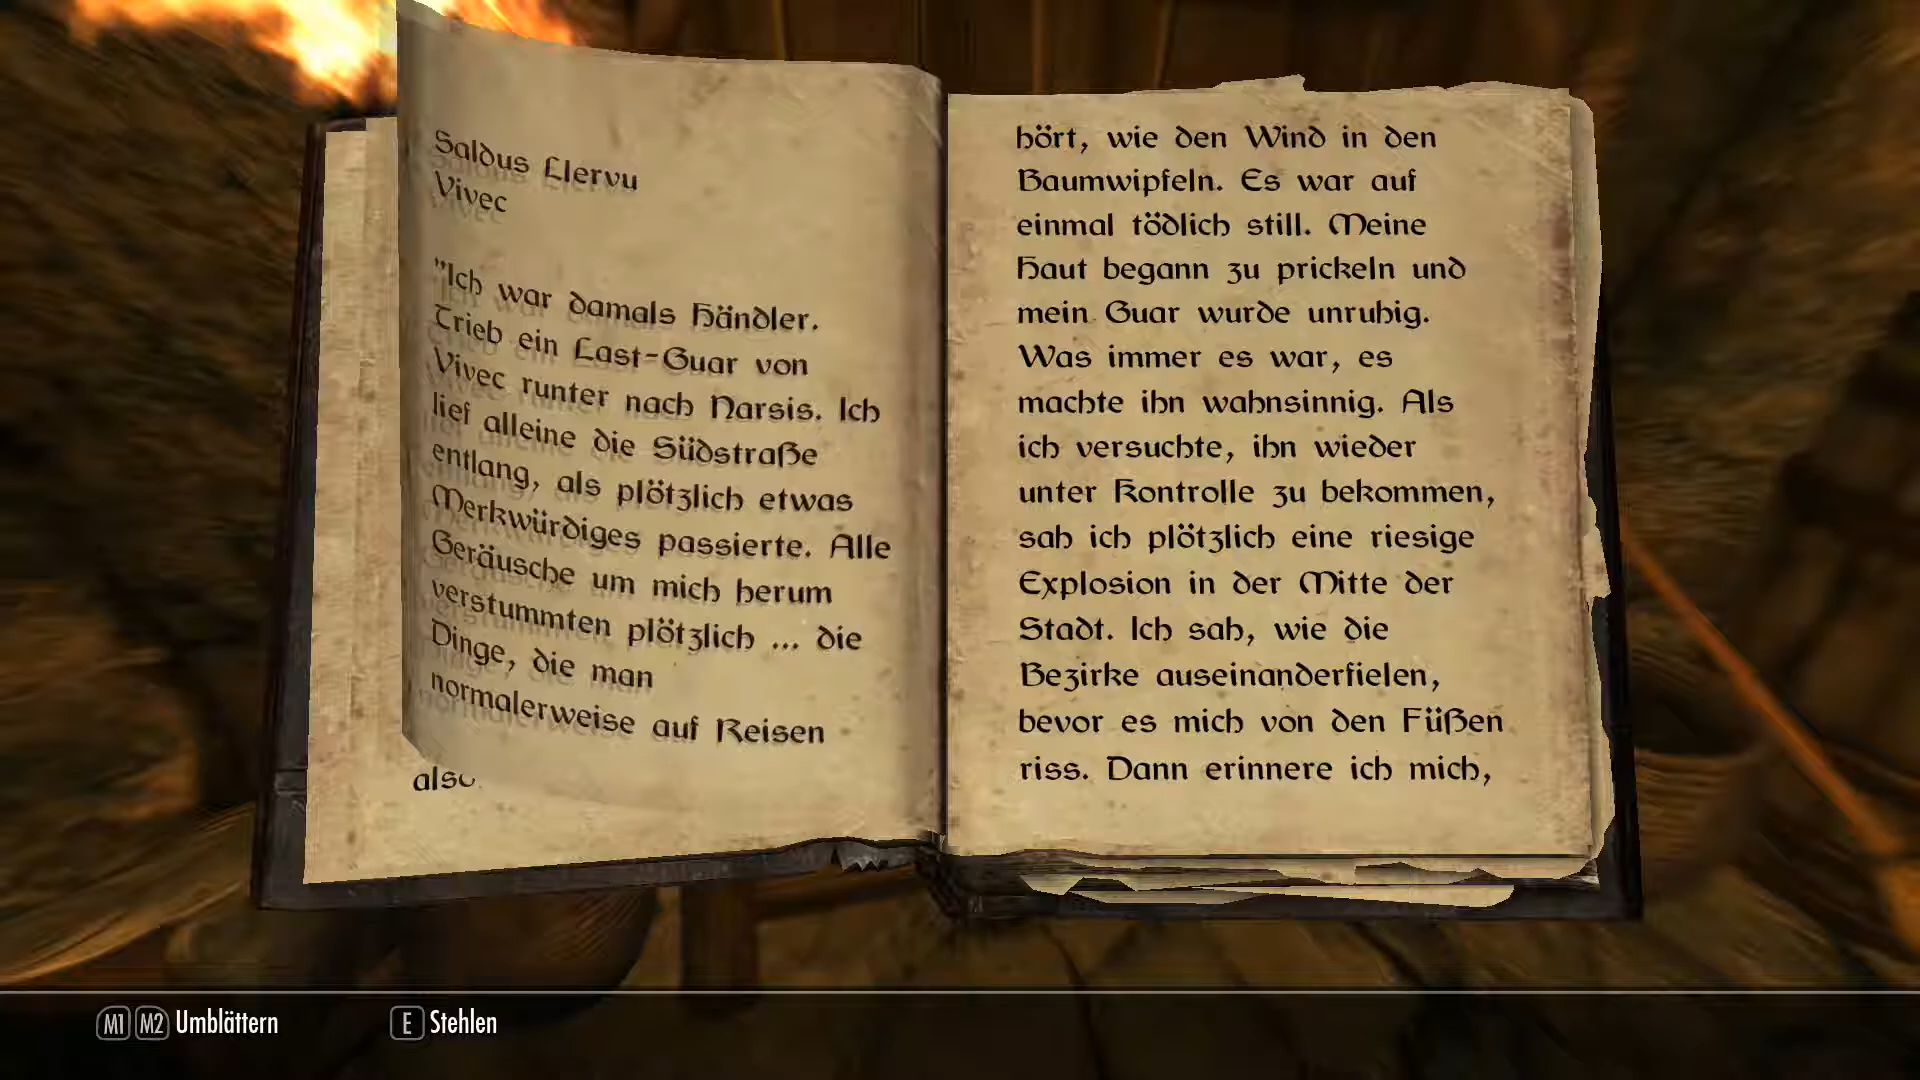 Saldus Llervu
Vivec
"Ich war damals Händler.
Trieb ein Last-Guar von
Vivec runter nach Narsis. Ich
lief alleine die Südstraße
entlang, als plötzlich etwas
Merkwürdiges passierte. Alle
Geräusche um mich herum
verstummten plötzlich ... die
Dinge, die man
normalerweise auf Reisen
also
hört, wie den Wind in den
Baumwipfeln. Es war auf
einmal tödlich still. Meine
Haut begann zu prickeln und
mein Guar wurde unruhig.
Was immer es war, es
machte ihn wahnsinnig. Als
ich versuchte, ihn wieder
unter Kontrolle zu bekommen,
sah ich plötzlich eine riesige
Explosion in der Mitte der
Stadt. Ich sah, wie die
Bezirke auseinanderfielen,
bevor es mich von den Füßen
riss. Dann erinnere ich mich,
M1 M2 Umblättern
E Stehlen